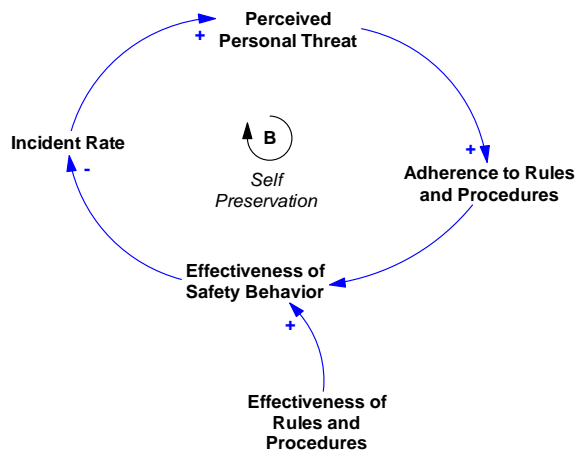 Perceived
Personal Threat
+
Incident Rate
B
+
-
Self
Preservation
Adherence to Rules
and Procedures
Effectiveness of
Safety Behavior
+
Effectiveness of
Rules and
Procedures